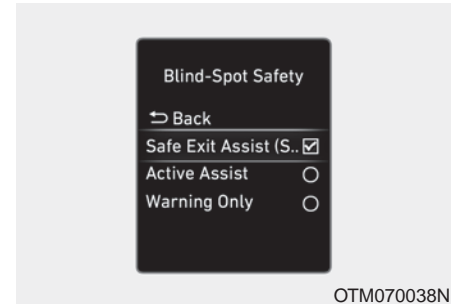 Blind-Spot Safety
Back
Safe Exit Assist (S..
Active Assist
Warning Only
OTM070038N